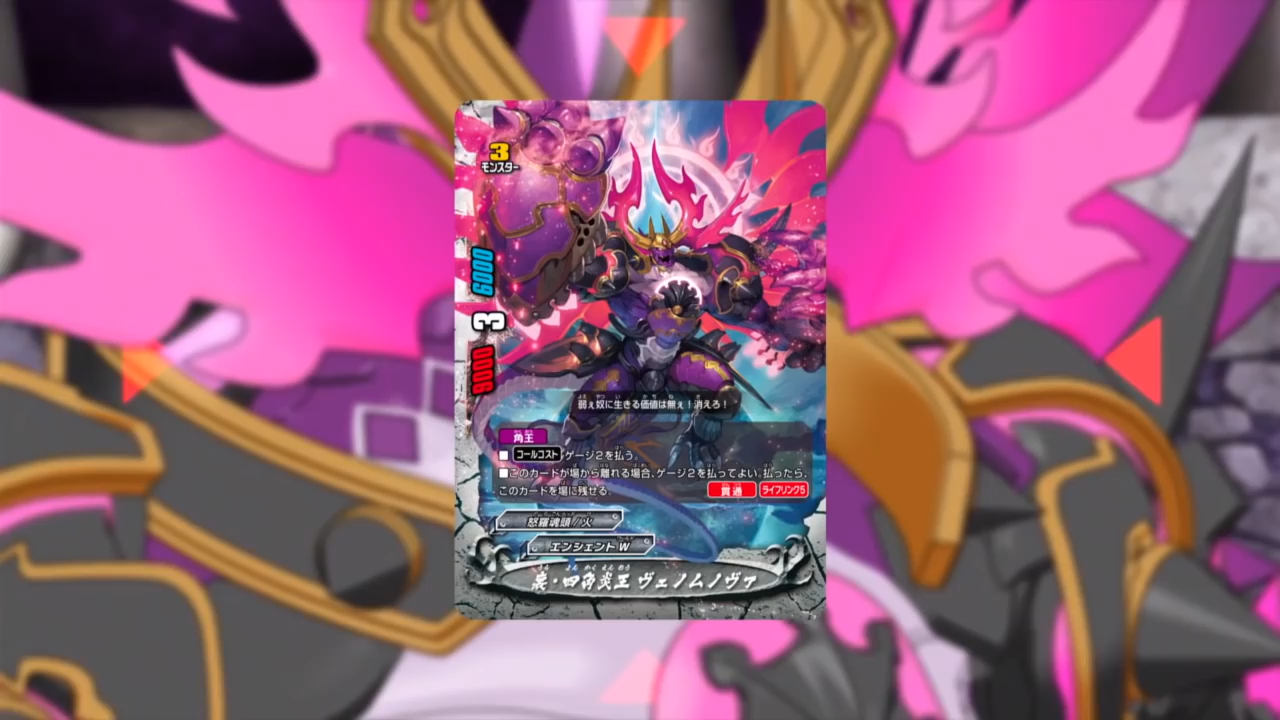 3
モンスター
6000
3
6000
弱ぇ奴に生きる価値は無ぇ!消えろ!
角王
■コールコスト ゲージ2を払う。
■このカードが場から離れる場合、ゲージ2を払ってよい。払ったら、
このカードを場に残せる。 貫通 ライフリンク5
怒羅魂頭/火
エンシェントW
裏・四角炎王 ヴェノムノヴァ